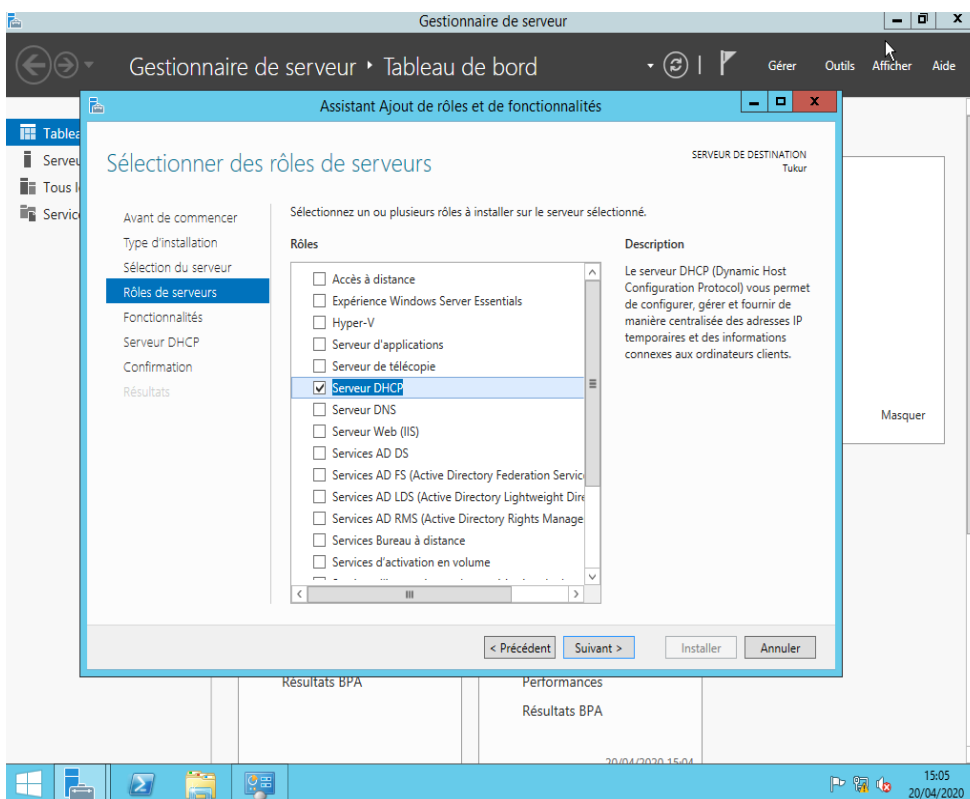 Gestionnaire de serveur
Gestionnaire de serveur ‣ Tableau de bord
Gérer
Outils
Afficher
Aide
Assistant Ajout de rôles et de fonctionnalités
Serveu
Tous l
Servic
Sélectionner des rôles de serveurs
SERVEUR DE DESTINATION
Tukur
Avant de commencer
Type d'installation
Sélection du serveur
Rôles de serveurs
Fonctionnalités
Serveur DHCP
Confirmation
Résultats
Sélectionnez un ou plusieurs rôles à installer sur le serveur sélectionné.
Rôles
Accès à distance
Expérience Windows Server Essentials
Hyper-V
Serveur d'applications
Serveur de télécopie
Serveur DHCP
Serveur DNS
Serveur Web (IIS)
Services AD DS
Services AD FS (Active Directory Federation Servic
Services AD LDS (Active Directory Lightweight Dire
Services AD RMS (Active Directory Rights Manage
Services Bureau à distance
Services d'activation en volume
Description
Le serveur DHCP (Dynamic Host
Configuration Protocol) vous permet
de configurer, gérer et fournir de
manière centralisée des adresses IP
temporaires et des informations
connexes aux ordinateurs clients.
Masquer
< Précédent
Suivant >
Installer
Annuler
Résultats BPA
Performances
Résultats BPA
20/04/2020 15:04
15:05
20/04/2020